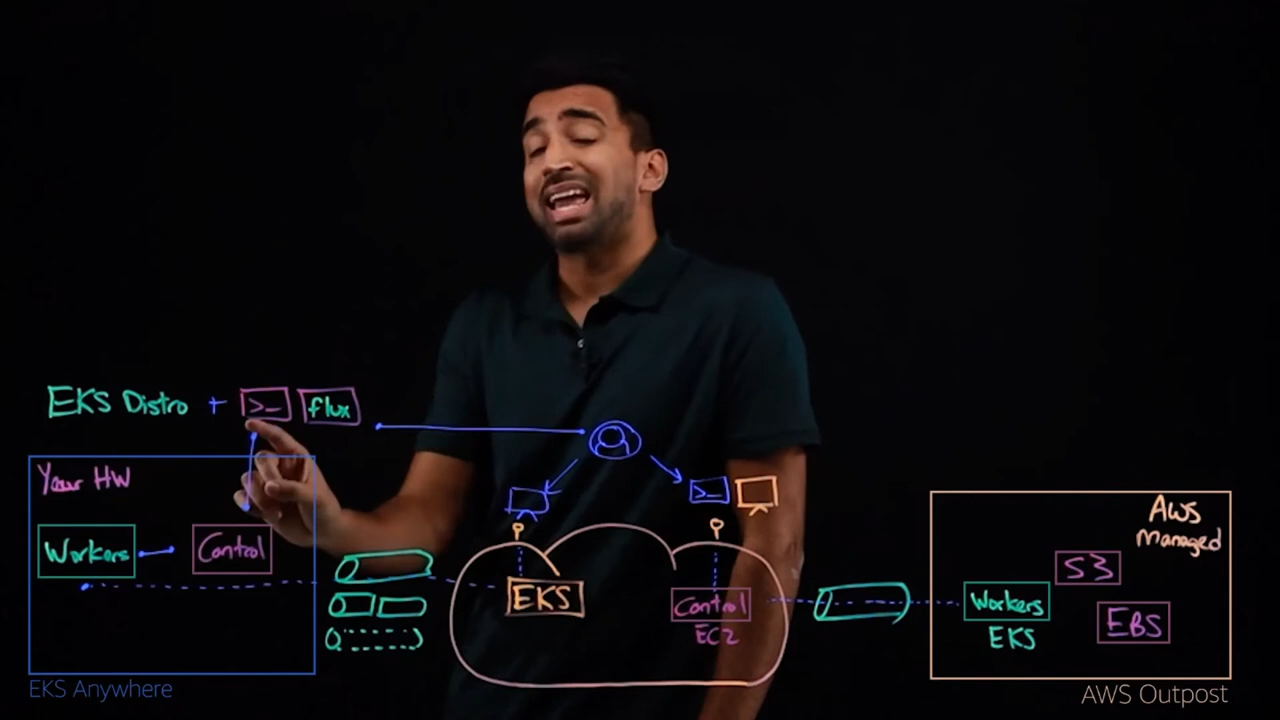 EKS Distro + >_ flux
Your HW
Workers
Control
EKS Anywhere
>_
EKS
Control
EC2
AWS
Managed
S3
Workers
EKS
EBS
AWS Outpost